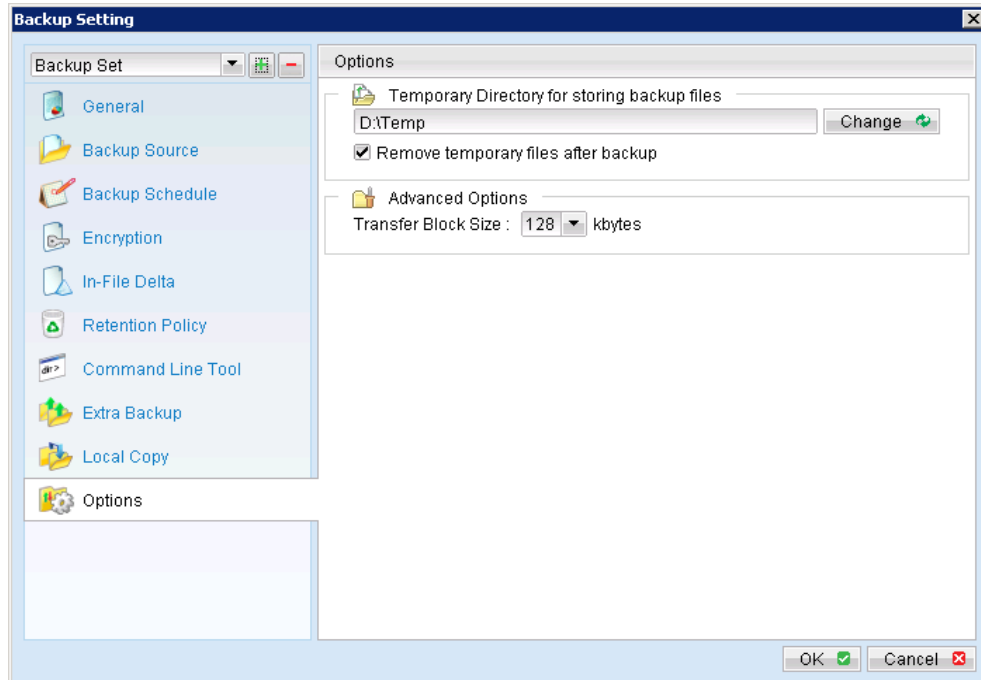 Backup Setting
Backup Set
General
Backup Source
Backup Schedule
Encryption
In-File Delta
Retention Policy
dir>
Command Line Tool
Extra Backup
Local Copy
Options
Options
Temporary Directory for storing backup files
D:\Temp
Change
Remove temporary files after backup
Advanced Options
Transfer Block Size : 128 kbytes
OK
Cancel